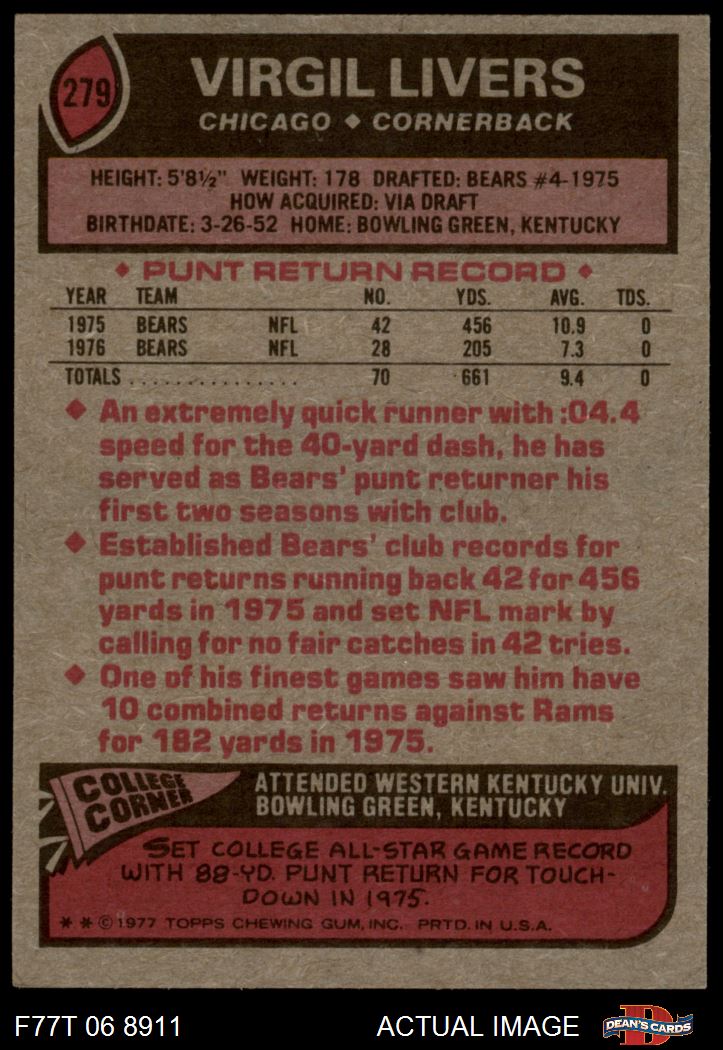 279
VIRGIL LIVERS
CHICAGO ◆ CORNERBACK
HEIGHT: 5'8½" WEIGHT: 178 DRAFTED: BEARS #4-1975
HOW ACQUIRED: VIA DRAFT
BIRTHDATE: 3-26-52 HOME: BOWLING GREEN, KENTUCKY
◆ PUNT RETURN RECORD ◆
YEAR TEAM NO. YDS. AVG. TDS.
1975 BEARS NFL 42 456 10.9 0
1976 BEARS NFL 28 205 7.3 0
TOTALS ............... 70 661 9.4 0
◆ An extremely quick runner with :04.4
speed for the 40-yard dash, he has
served as Bears' punt returner his
first two seasons with club.
◆ Established Bears' club records for
punt returns running back 42 for 456
yards in 1975 and set NFL mark by
calling for no fair catches in 42 tries.
◆ One of his finest games saw him have
10 combined returns against Rams
for 182 yards in 1975.
COLLEGE
CORNER
ATTENDED WESTERN KENTUCKY UNIV.
BOWLING GREEN, KENTUCKY
SET COLLEGE ALL-STAR GAME RECORD
WITH 88-YD. PUNT RETURN FOR TOUCH-
DOWN IN 1975.
* * © 1977 TOPPS CHEWING GUM, INC. PRTD. IN U.S.A.
F77T 06 8911 ACTUAL IMAGE
D
DEAN'S CARDS